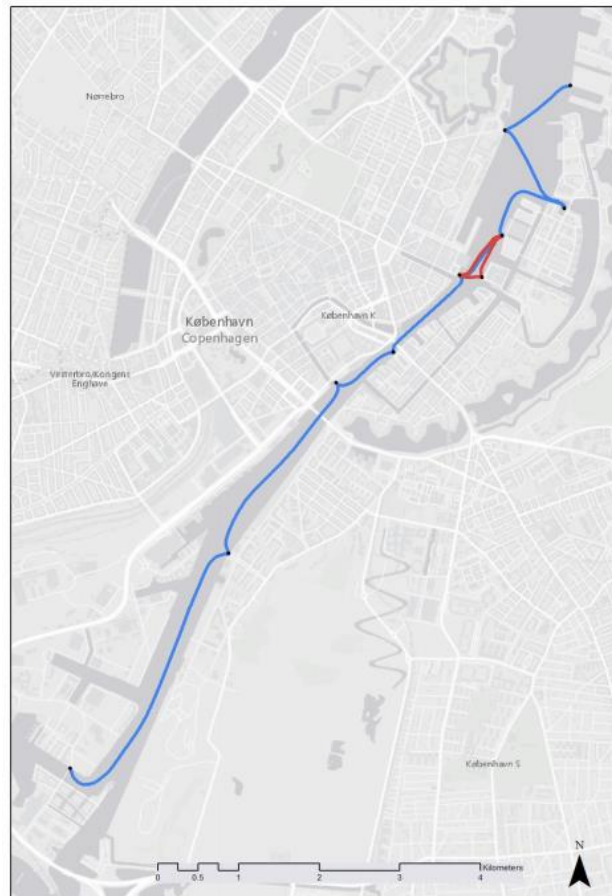 Nørrebro
København
Copenhagen
København K
Vesterbro/Kongens
Enghave
København S
N
0 0.5 1 2 3 4 Kilometers